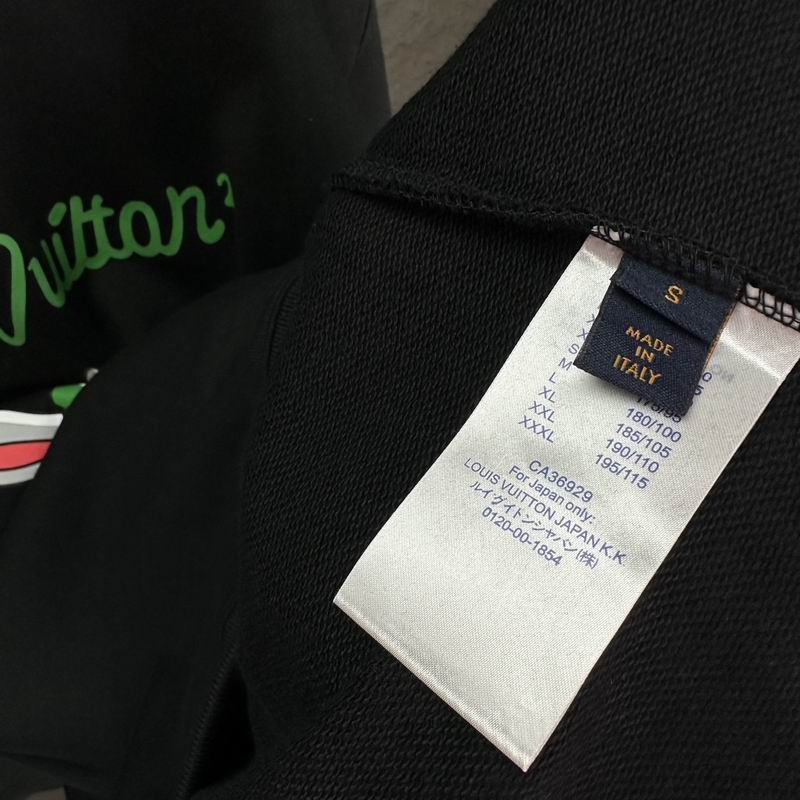 Vuitton
S
MADE
IN
ITALY
S
M
L
XL 180/100
XXL 185/105
XXXL 190/110
195/115
CA36929
For Japan only:
LOUIS VUITTON JAPAN K.K
ルイ・ヴイトンジャパン(株)
0120-00-1854